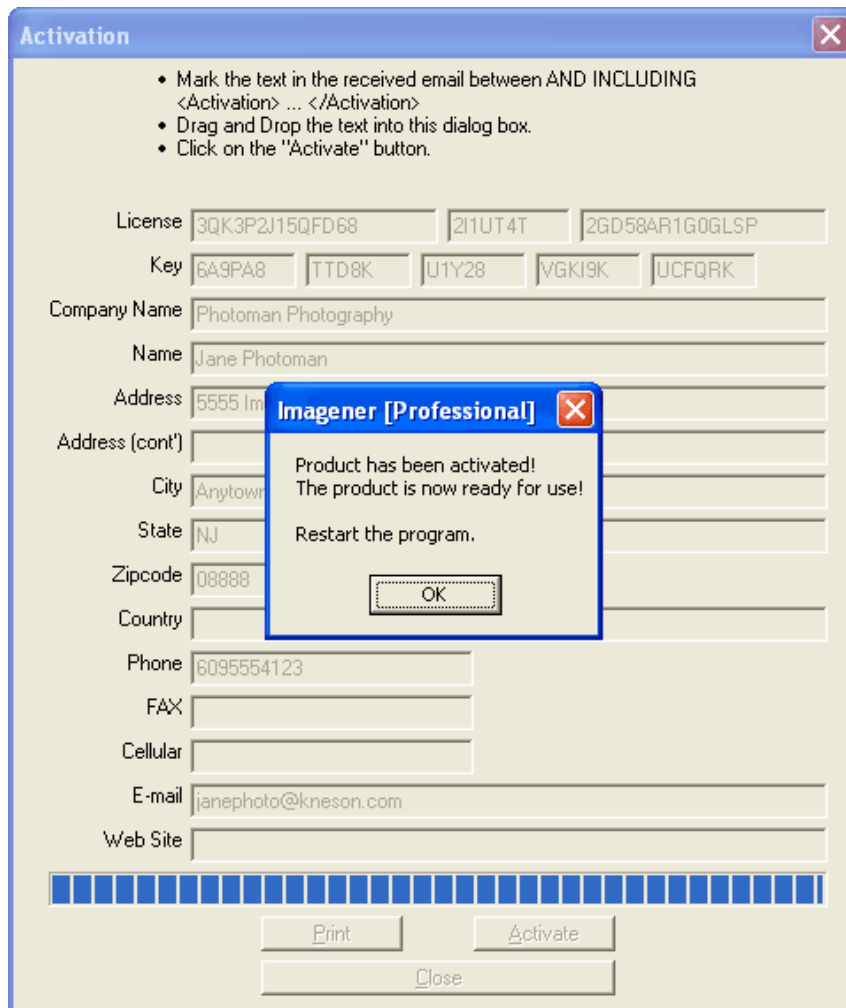 Activation
• Mark the text in the received email between AND INCLUDING
<Activation> ... </Activation>
• Drag and Drop the text into this dialog box.
• Click on the "Activate" button.
License 3QK3P2J15QFD68 2I1UT4T 2GD58AR1G0GLSP
Key 6A9PA8 TTD8K U1Y28 VGKI9K UCFQRK
Company Name Photoman Photography
Name Jane Photoman
Address 5555
Address (cont')
City Anytown
State NJ
Zipcode 08888
Country
Phone 6095554123
FAX
Cellular
E-mail janephoto@kneson.com
Web Site
Imagener [Professional]
Product has been activated!
The product is now ready for use!
Restart the program.
OK
Print Activate
Close